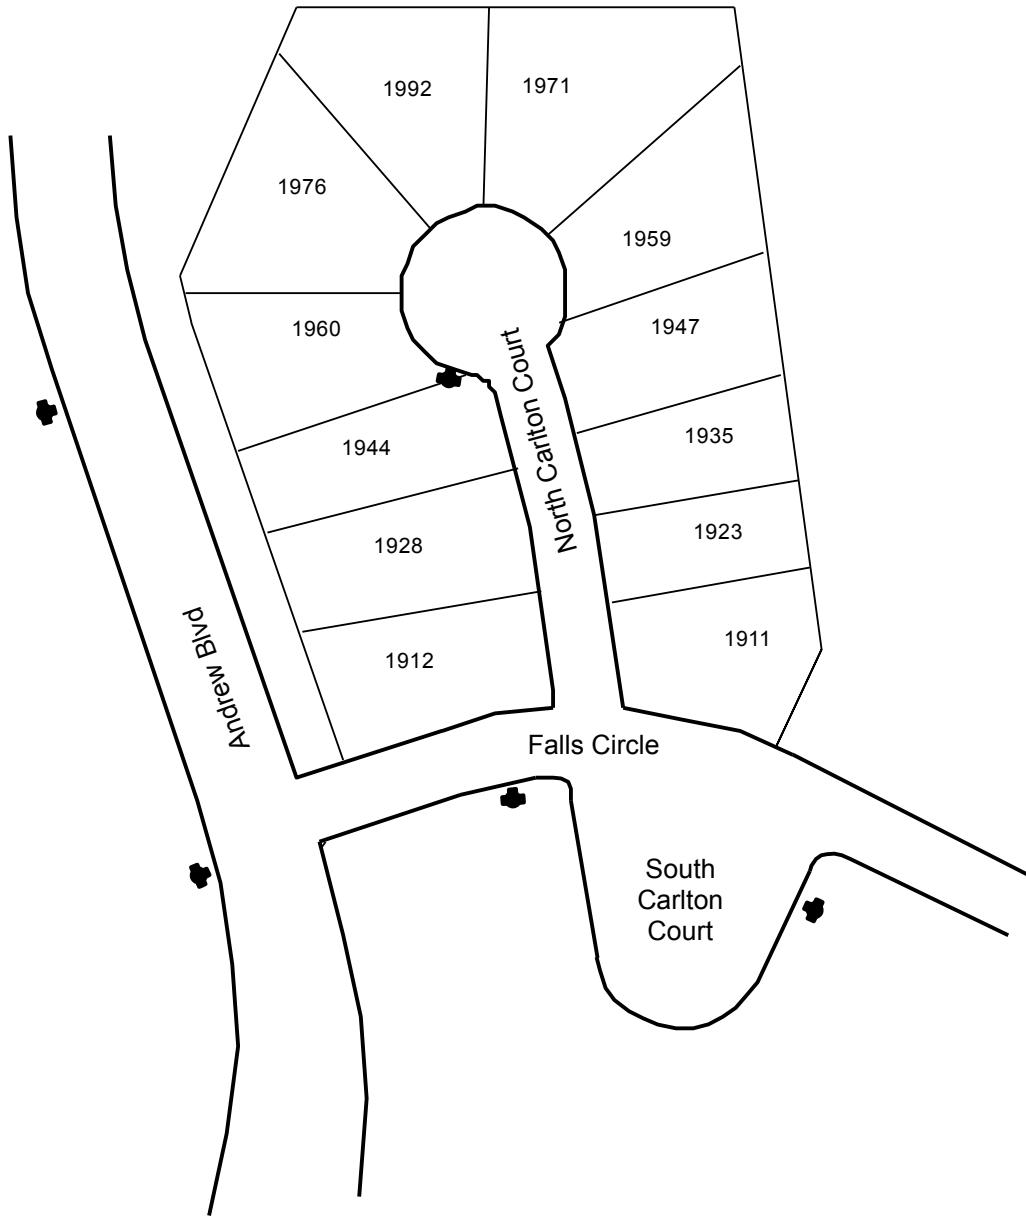 1992
1971
1976
1959
1960
1947
North Carlton Court
1944
1935
1928
1923
Andrew Blvd
1912
1911
Falls Circle
South
Carlton
Court